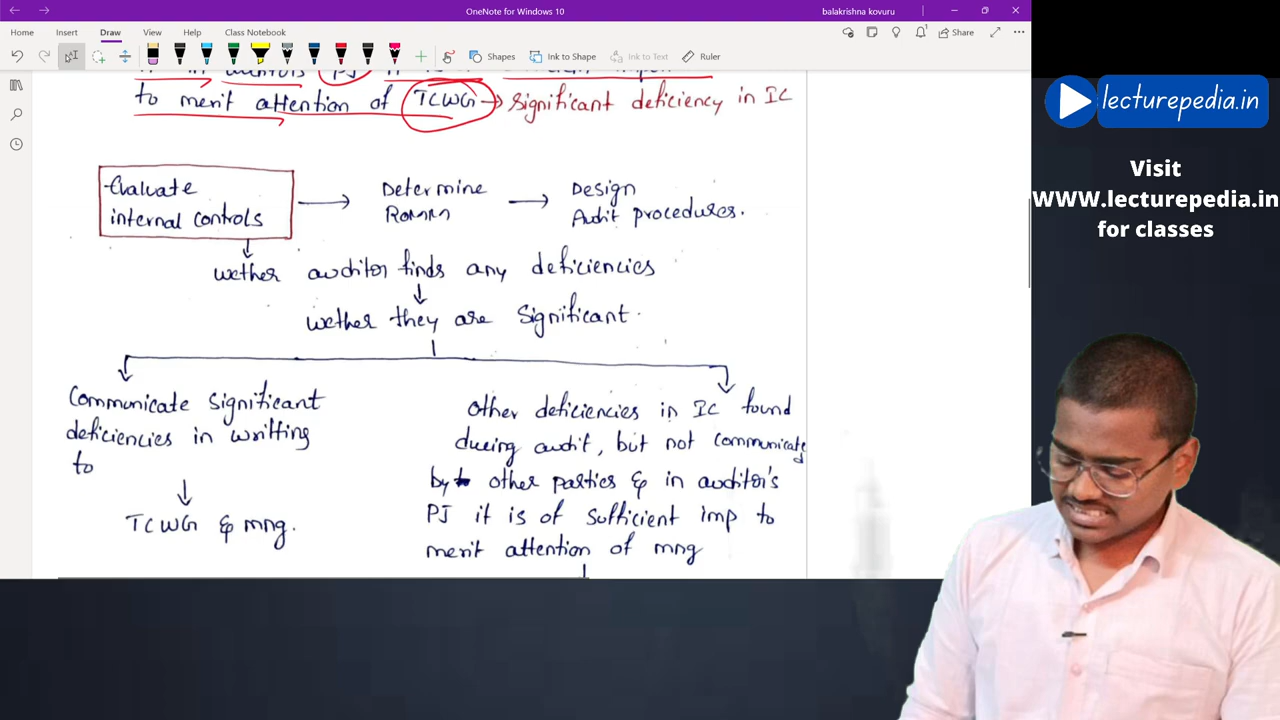 OneNote for Windows 10
balakrishna kovuru
Home Insert Draw View Help Class Notebook
Share
Shapes Ink to Shape Ink to Text Ruler
to merit attention of TCWG → significant deficiency in IC
Evaluate
internal controls
Determine
ROMMs
Design
Audit procedures.
wether auditor finds any deficiencies
wether they are significant.
Communicate significant
deficiencies in writting
to
TCWG & mng.
Other deficiencies in IC found
during audit, but not communicated
by other parties & in auditor's
PJ it is of sufficient imp to
merit attention of mng
lecturepedia.in
Visit
WWW.lecturepedia.in
for classes